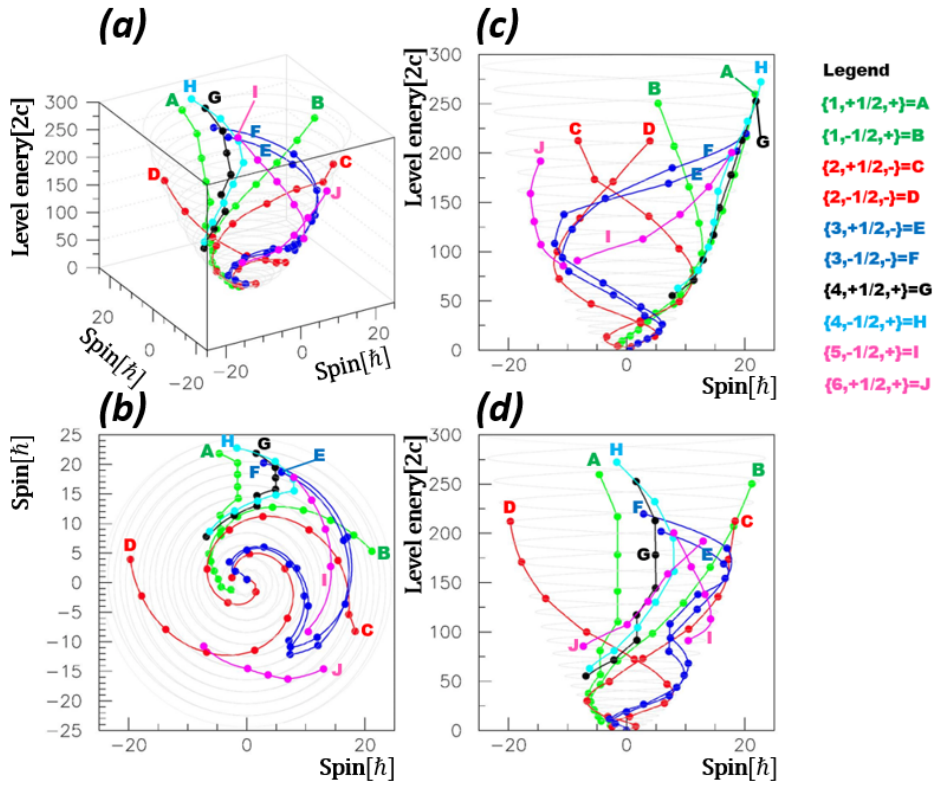 (a)
H
G
I
A
B
F
E
D
C
J
Level enery[2c]
300
250
200
150
100
50
0
Spin[ℏ]
20
0
−20
−20
0
20
Spin[ℏ]
(c)
A
H
B
C
D
G
F
J
E
I
Level enery[2c]
300
250
200
150
100
50
0
−20
0
20
Spin[ℏ]
Legend
{1,+1/2,+}=A
{1,-1/2,+}=B
{2,+1/2,-}=C
{2,-1/2,-}=D
{3,+1/2,-}=E
{3,-1/2,-}=F
{4,+1/2,+}=G
{4,-1/2,+}=H
{5,-1/2,+}=I
{6,+1/2,+}=J
(b)
H
G
A
E
F
D
B
I
C
J
Spin[ℏ]
25
20
15
10
5
0
−5
−10
−15
−20
−25
−20
0
20
Spin[ℏ]
(d)
H
A
B
D
F
C
G
E
J
I
Level enery[2c]
300
250
200
150
100
50
0
−20
0
20
Spin[ℏ]